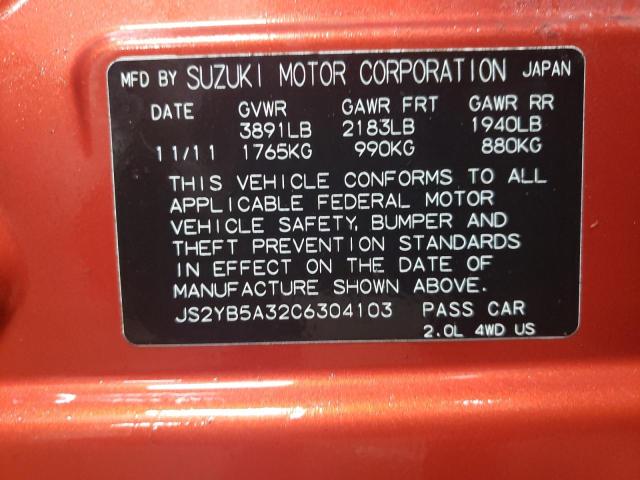 MFD BY SUZUKI MOTOR CORPORATION JAPAN
DATE GVWR GAWR FRT GAWR RR
3891LB 2183LB 1940LB
11/11 1765KG 990KG 880KG
THIS VEHICLE CONFORMS TO ALL
APPLICABLE FEDERAL MOTOR
VEHICLE SAFETY, BUMPER AND
THEFT PREVENTION STANDARDS
IN EFFECT ON THE DATE OF
MANUFACTURE SHOWN ABOVE.
JS2YB5A32C6304103 PASS CAR
2.0L 4WD US